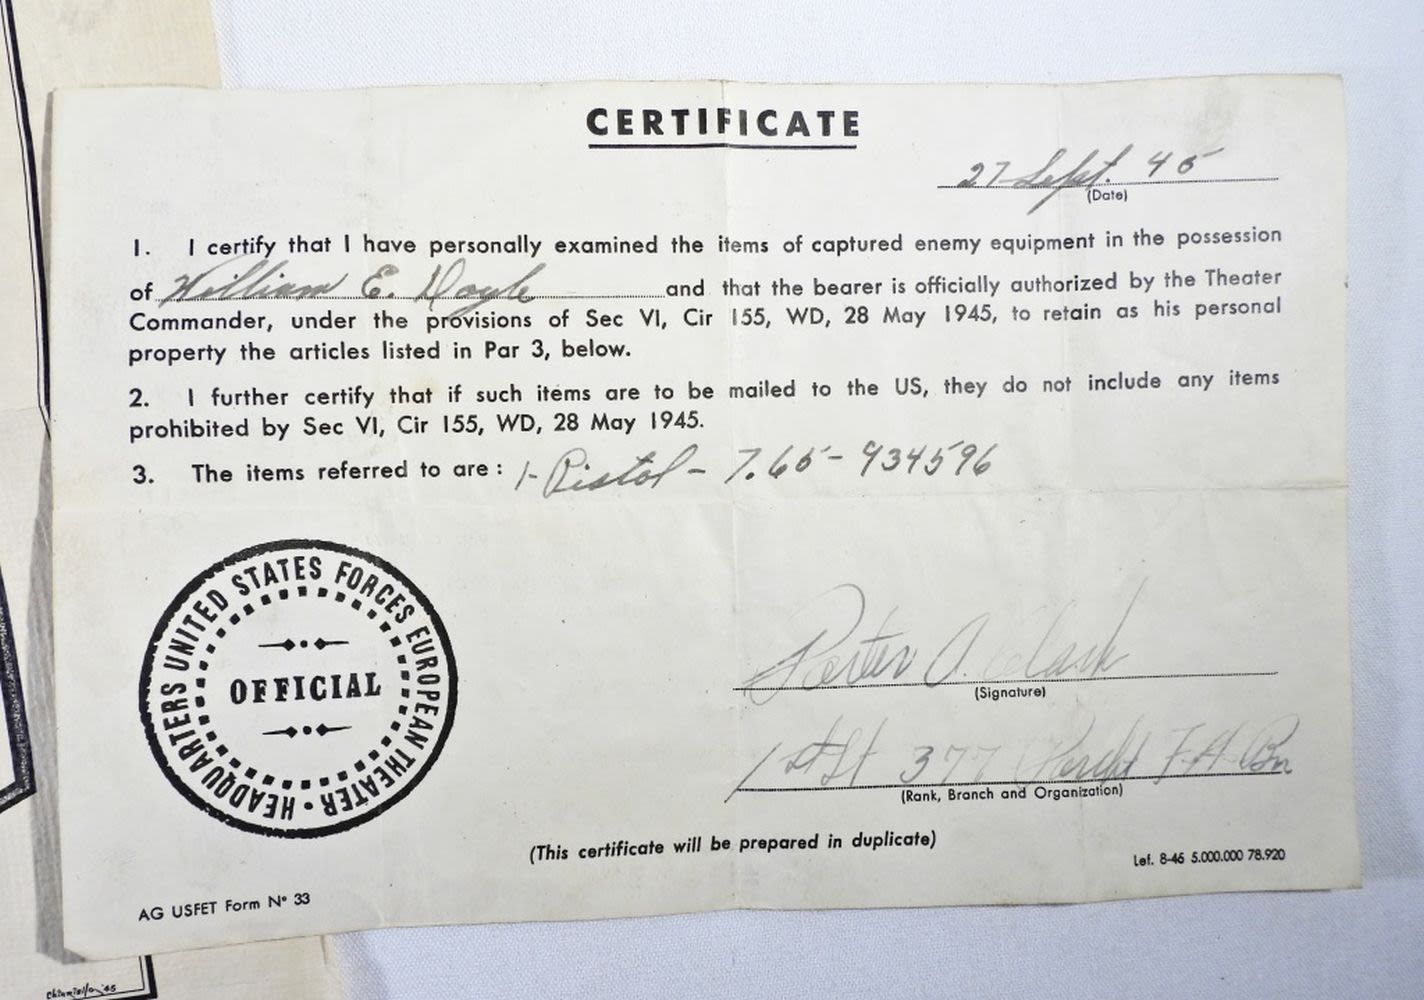 CERTIFICATE
27 Sept. 45
(Date)
1. I certify that I have personally examined the items of captured enemy equipment in the possession
of William E. Doyle and that the bearer is officially authorized by the Theater
Commander, under the provisions of Sec VI, Cir 155, WD, 28 May 1945, to retain as his personal
property the articles listed in Par 3, below.
2. I further certify that if such items are to be mailed to the US, they do not include any items
prohibited by Sec VI, Cir 155, WD, 28 May 1945.
3. The items referred to are: 1- Pistol - 7.65 - 934596
HEADQUARTERS UNITED STATES FORCES EUROPEAN THEATER
OFFICIAL
Porter A. Clark
(Signature)
1st Lt 377 Parcht F A Bn
(Rank, Branch and Organization)
(This certificate will be prepared in duplicate)
Lef. 8-45 5.000.000 78.920
AG USFET Form N° 33